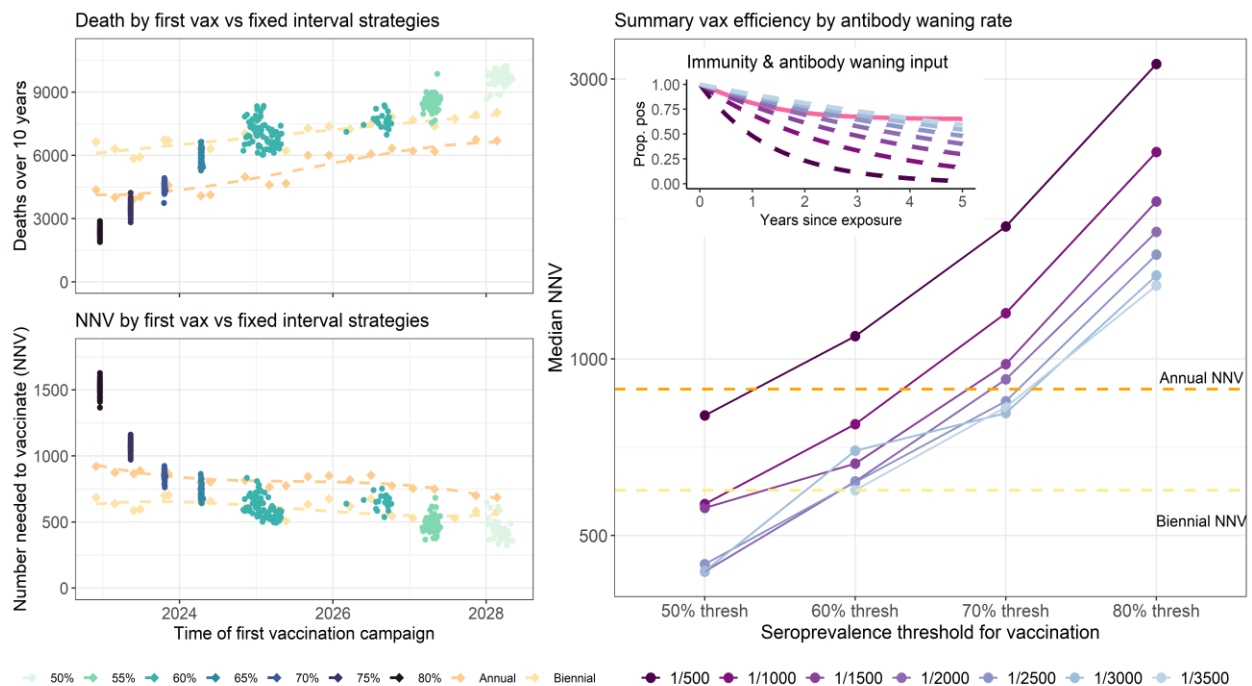 Death by first vax vs fixed interval strategies
Deaths over 10 years
9000
6000
3000
0
NNV by first vax vs fixed interval strategies
Number needed to vaccinate (NNV)
1500
1000
500
0
2024
2026
2028
Time of first vaccination campaign
50%
55%
60%
65%
70%
75%
80%
Annual
Biennial
Summary vax efficiency by antibody waning rate
Median NNV
3000
1000
500
Immunity & antibody waning input
Prop. pos
1.00
0.75
0.50
0.25
0.00
0
1
2
3
4
5
Years since exposure
Annual NNV
Biennial NNV
50% thresh
60% thresh
70% thresh
80% thresh
Seroprevalence threshold for vaccination
1/500
1/1000
1/1500
1/2000
1/2500
1/3000
1/3500